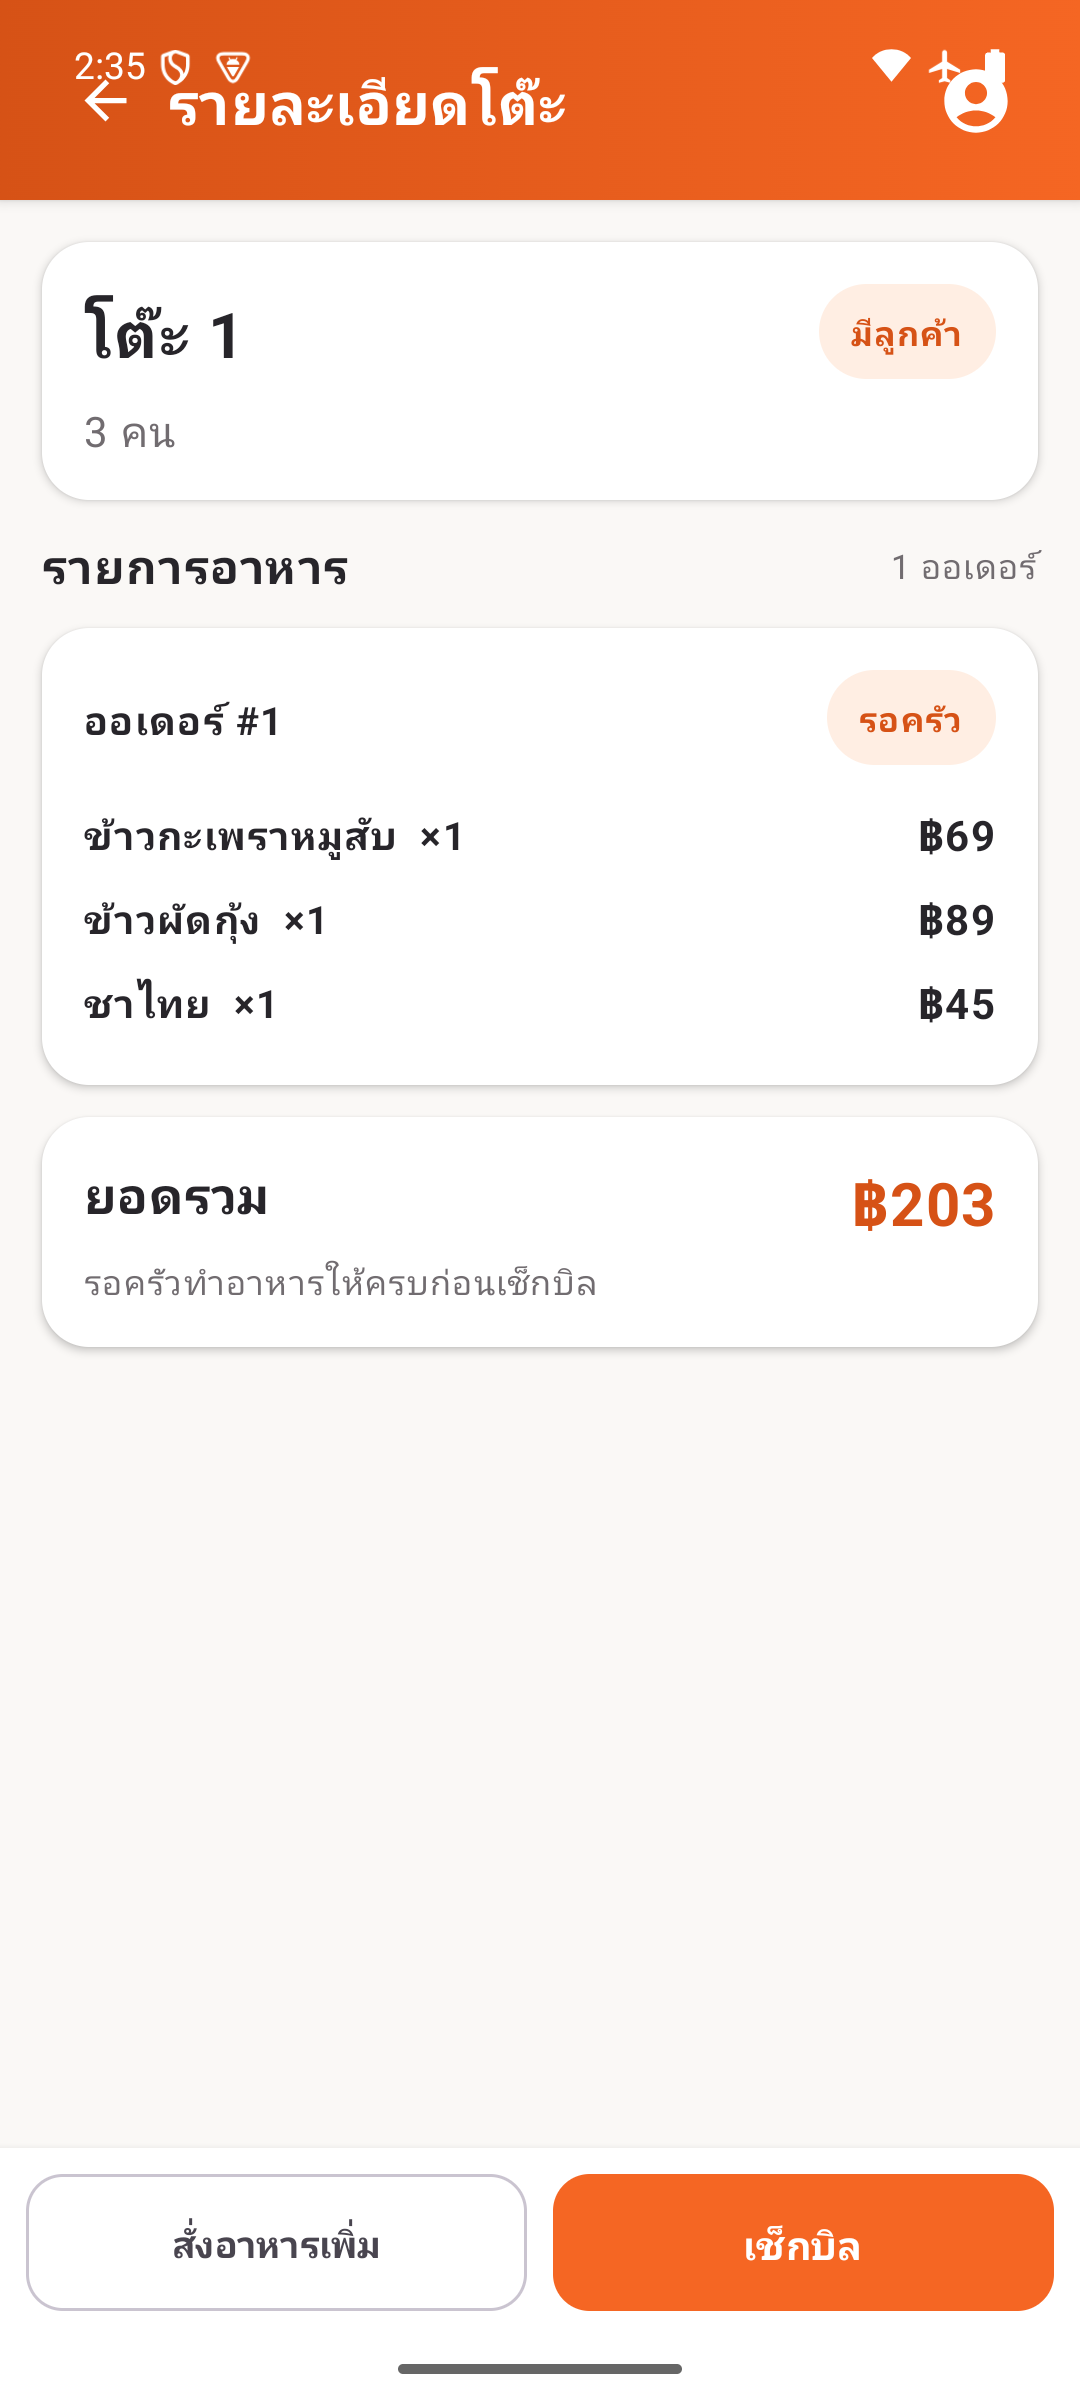 2:35
รายละเอียดโต๊ะ
โต๊ะ 1
มีลูกค้า
3 คน
รายการอาหาร
1 ออเดอร์
ออเดอร์ #1
รอครัว
ข้าวกะเพราหมูสับ ×1
฿69
ข้าวผัดกุ้ง ×1
฿89
ชาไทย ×1
฿45
ยอดรวม
฿203
รอครัวทำอาหารให้ครบก่อนเช็กบิล
สั่งอาหารเพิ่ม
เช็กบิล